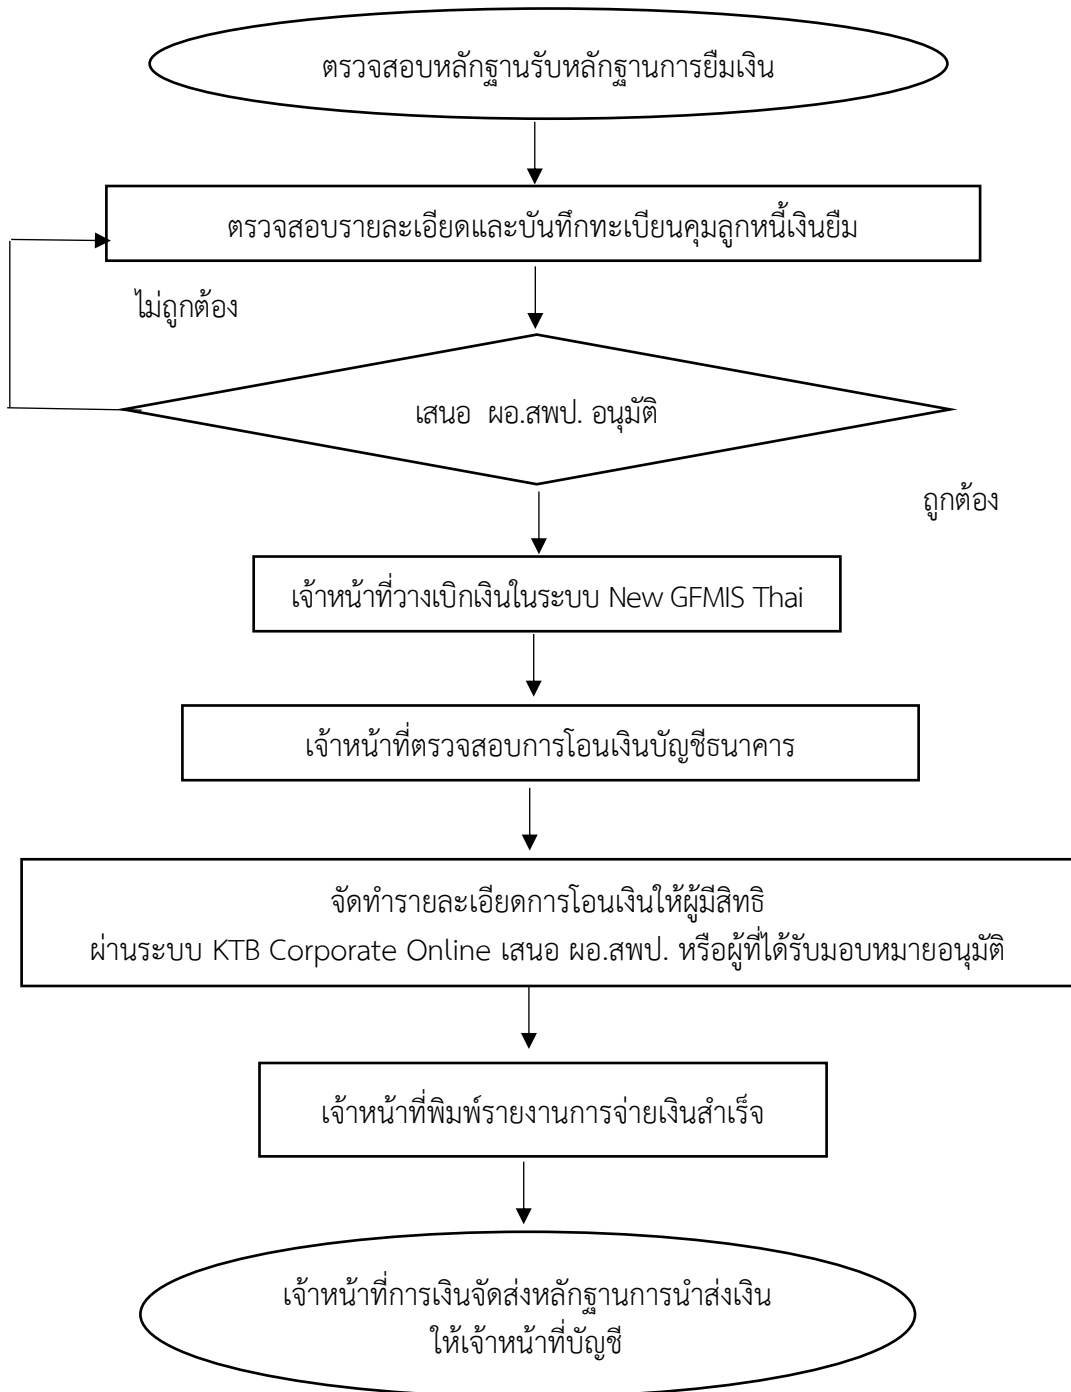 ตรวจสอบหลักฐานรับหลักฐานการยืมเงิน
ตรวจสอบรายละเอียดและบันทึกทะเบียนคุมลูกหนี้เงินยืม
ไม่ถูกต้อง
เสนอ ผอ.สพป. อนุมัติ
ถูกต้อง
เจ้าหน้าที่วางเบิกเงินในระบบ New GFMIS Thai
เจ้าหน้าที่ตรวจสอบการโอนเงินบัญชีธนาคาร
จัดทำรายละเอียดการโอนเงินให้ผู้มีสิทธิ
ผ่านระบบ KTB Corporate Online เสนอ ผอ.สพป. หรือผู้ที่ได้รับมอบหมายอนุมัติ
เจ้าหน้าที่พิมพ์รายงานการจ่ายเงินสำเร็จ
เจ้าหน้าที่การเงินจัดส่งหลักฐานการนำส่งเงิน
ให้เจ้าหน้าที่บัญชี